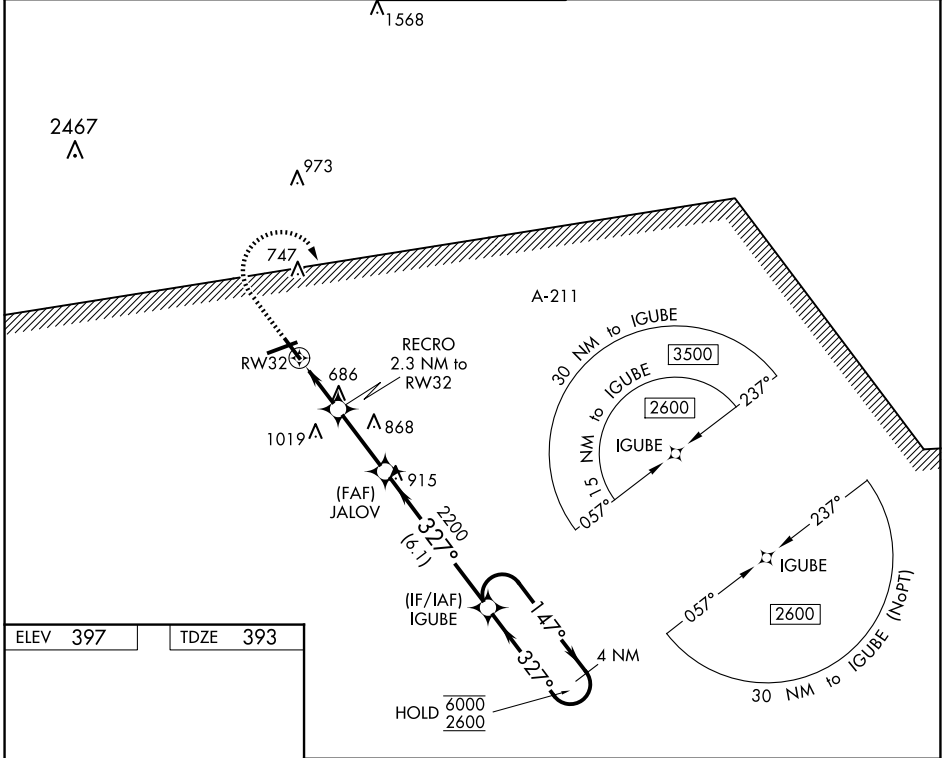 1568
2467
973
747
A-211
RW32
RECRO
2.3 NM to
RW32
686
1019
868
(FAF)
JALOV
915
2200
327°
(6.1)
(IF/IAF)
IGUBE
147°
327°
4 NM
HOLD 6000
2600
30 NM to IGUBE
3500
15 NM to IGUBE
2600
IGUBE
237°
057°
237°
IGUBE
057°
2600
30 NM to IGUBE (NoPT)
ELEV 397
TDZE 393